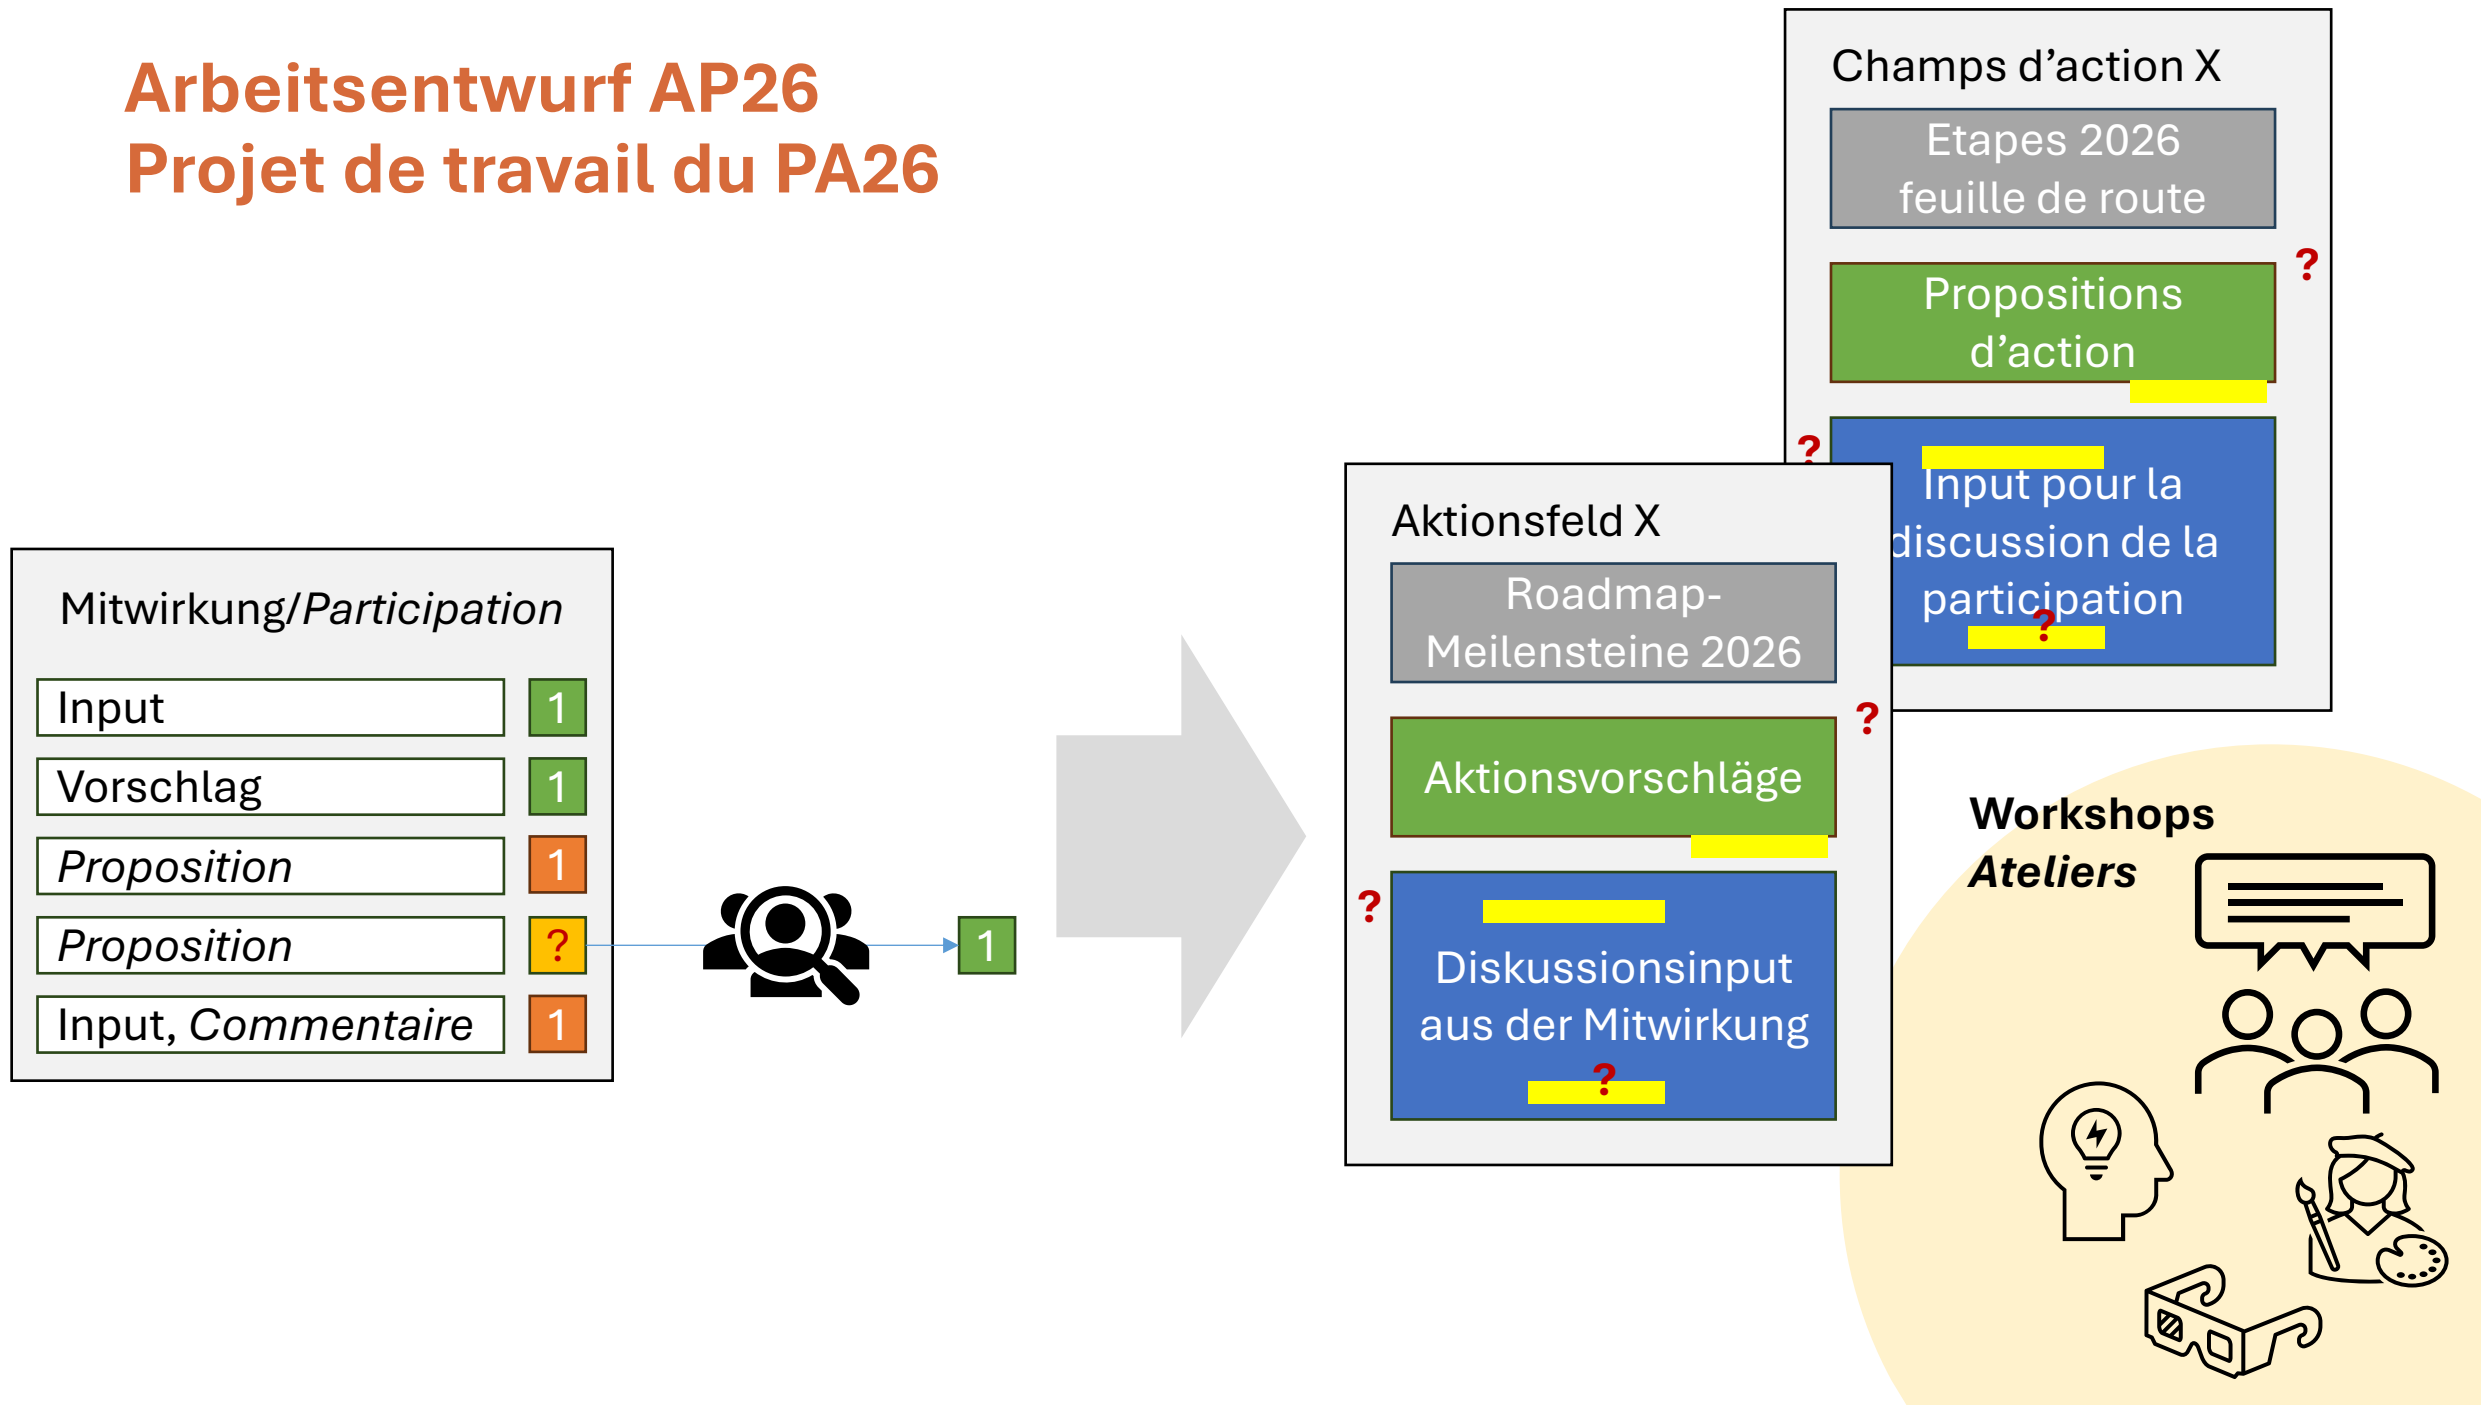 Arbeitsentwurf AP26
Projet de travail du PA26
Mitwirkung/Participation
Input
1
Vorschlag
1
Proposition
1
Proposition
?
1
Input, Commentaire
1
Champs d’action X
Etapes 2026
feuille de route
?
Propositions
d’action
?
Input pour la
discussion de la
participation
?
Aktionsfeld X
Roadmap-
Meilensteine 2026
?
Aktionsvorschläge
?
Diskussionsinput
aus der Mitwirkung
?
Workshops
Ateliers